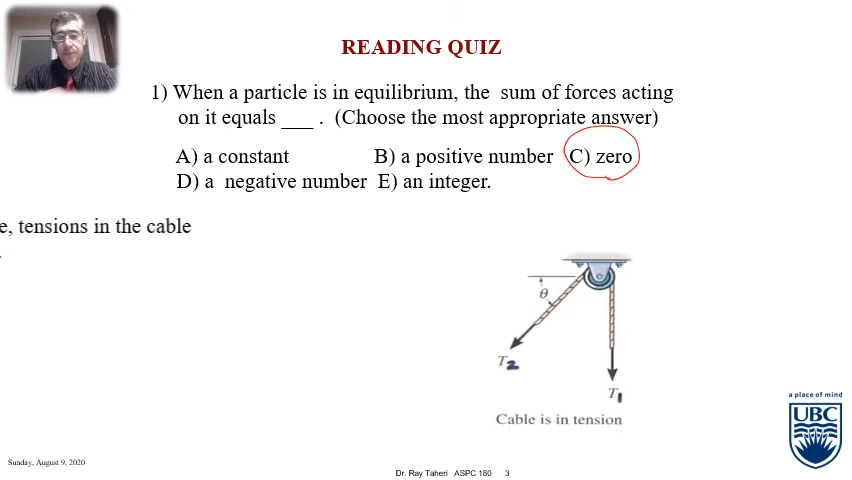 READING QUIZ
1) When a particle is in equilibrium, the sum of forces acting
on it equals ___ . (Choose the most appropriate answer)
A) a constant B) a positive number C) zero
D) a negative number E) an integer.
e, tensions in the cable
.
θ
T2
T1
Cable is in tension
a place of mind
UBC
Sunday, August 9, 2020
Dr. Ray Taheri ASPC 180 3